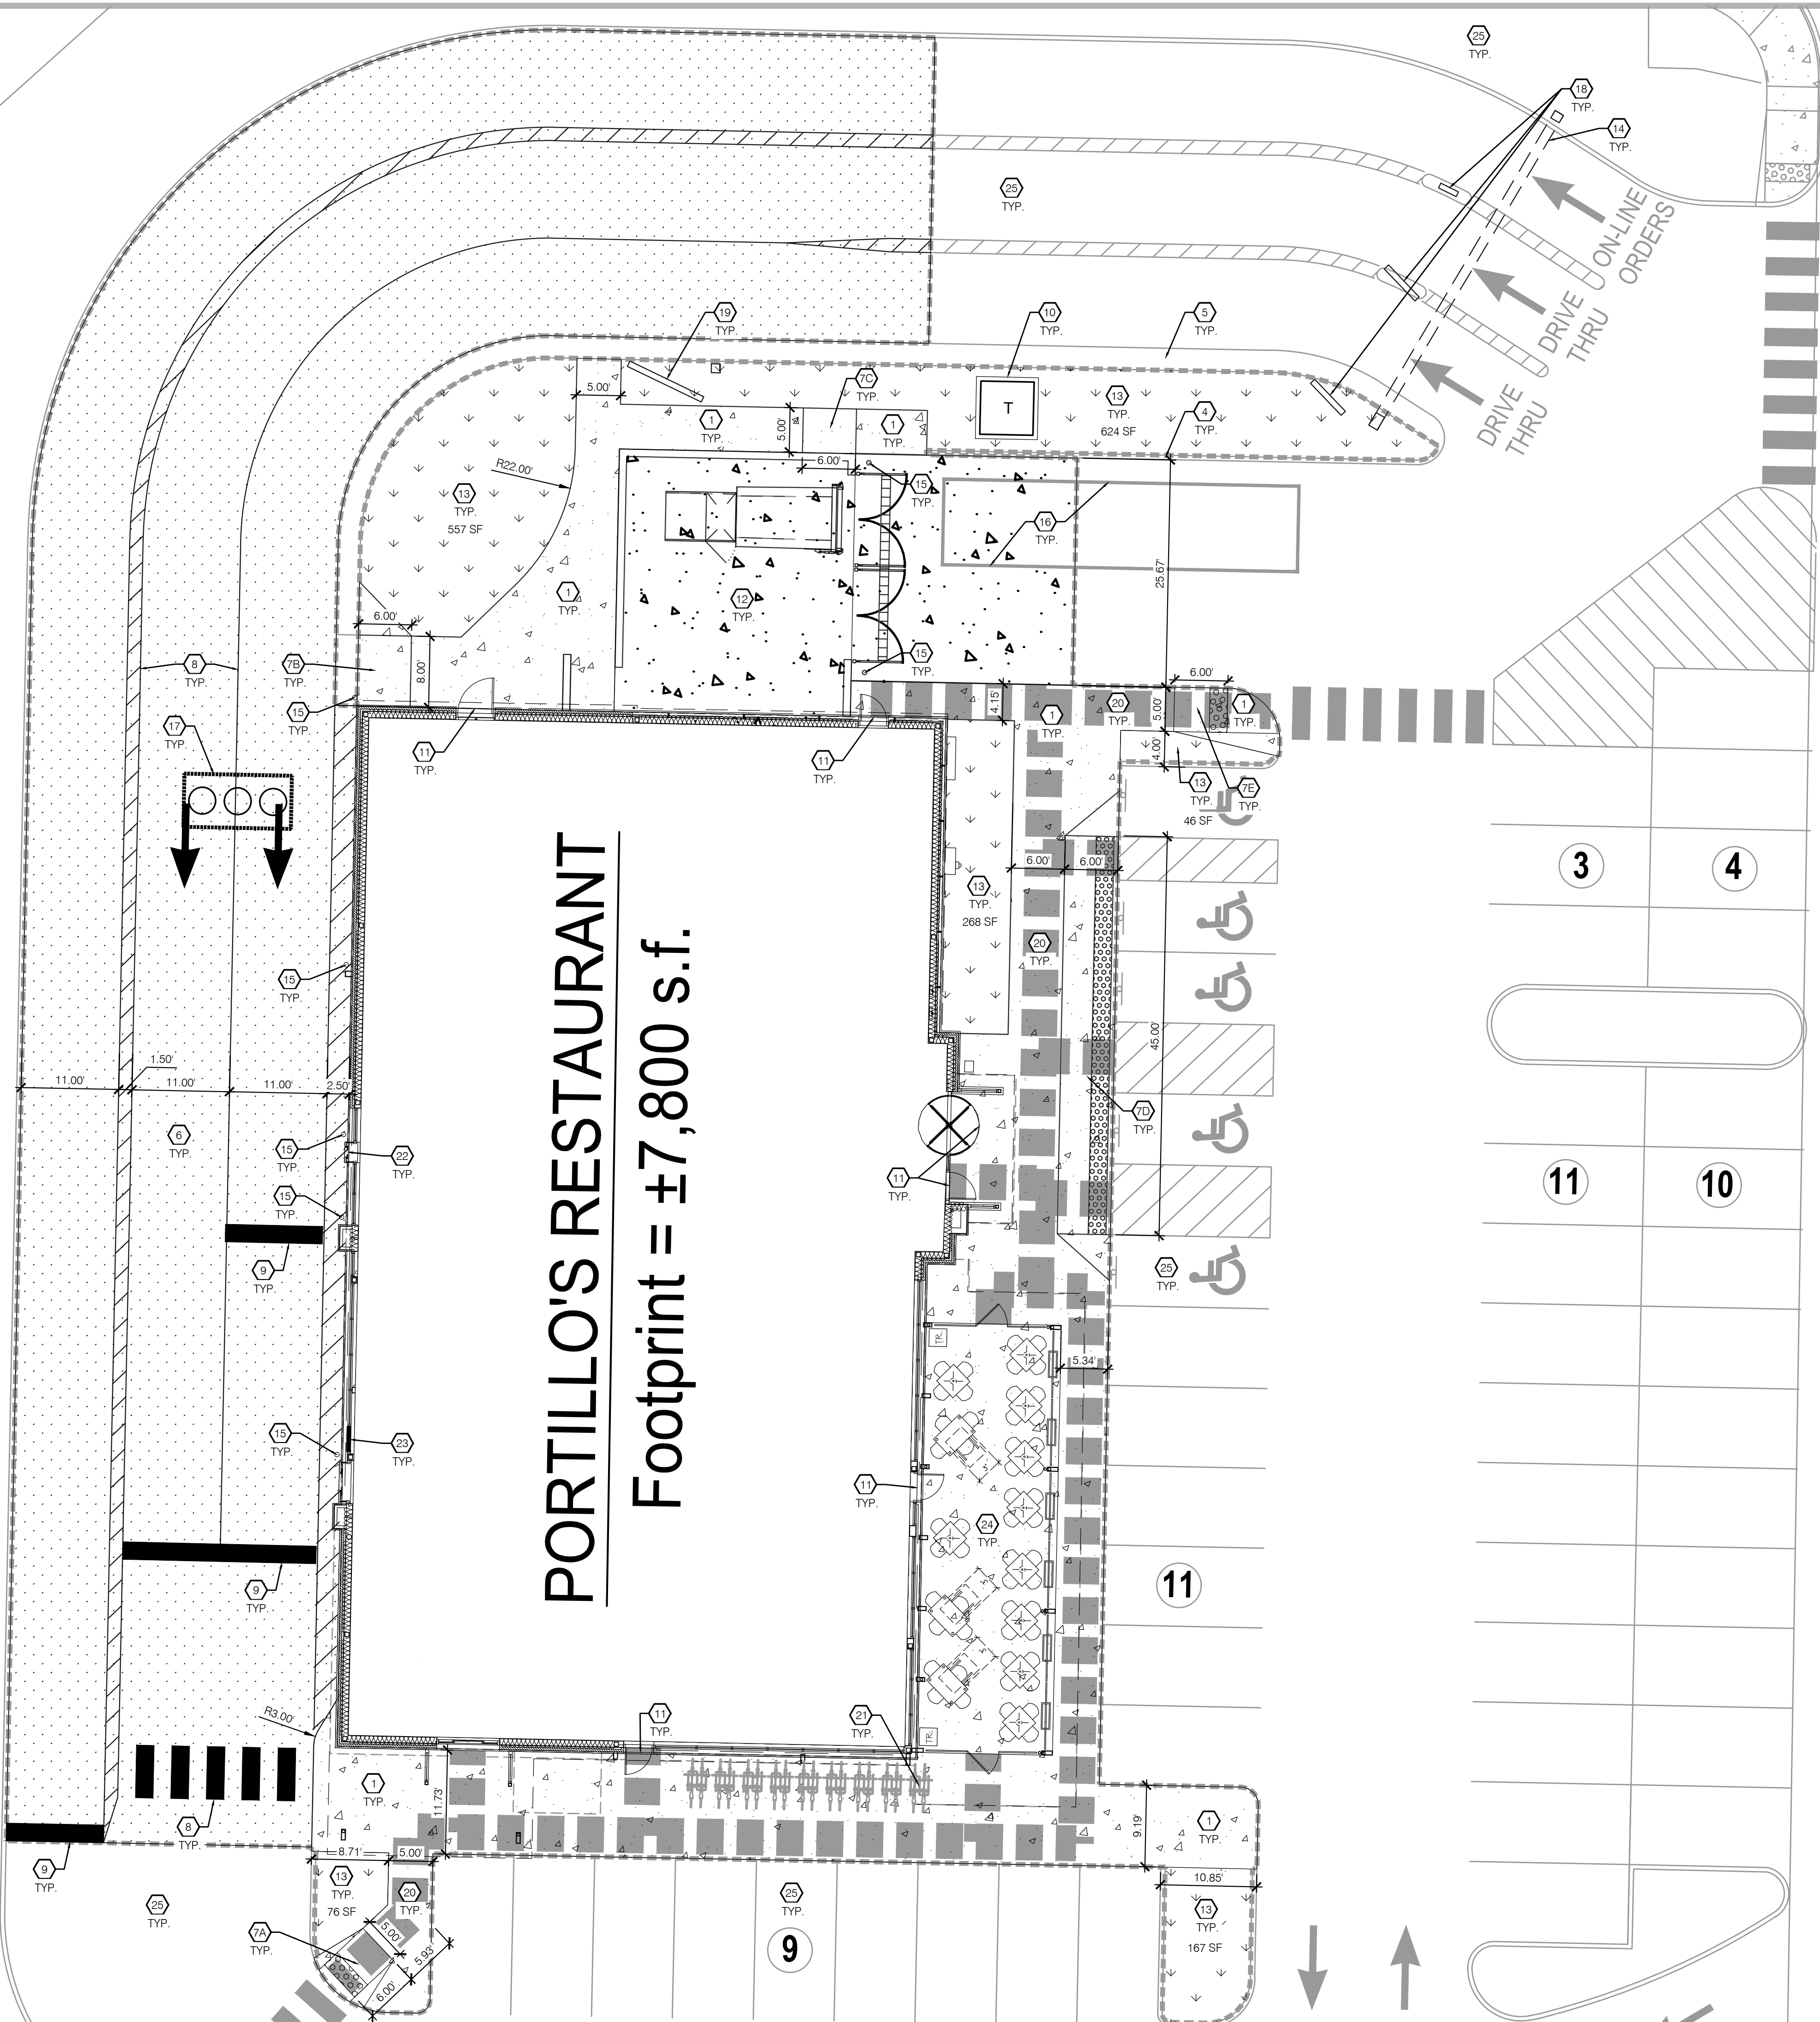 25
TYP.
18
TYP.
14
TYP.
25
TYP.
ON-LINE
ORDERS
DRIVE
THRU
DRIVE
THRU
19
TYP.
10
TYP.
5
TYP.
7C
TYP.
T
13
TYP.
624 SF
4
TYP.
5.00'
1
TYP.
5.00'
1
TYP.
R22.00'
6.00'
13
TYP.
557 SF
15
TYP.
16
TYP.
25.67'
1
TYP.
12
TYP.
6.00'
8.00'
8
TYP.
7B
TYP.
15
TYP.
15
TYP.
17
TYP.
11
TYP.
11
TYP.
4.15'
1
TYP.
20
TYP.
6.00'
5.00'
1
TYP.
4.00'
13
TYP.
46 SF
7E
TYP.
3
4
6.00'
6.00'
13
TYP.
268 SF
20
TYP.
45.00'
PORTILLO'S RESTAURANT
Footprint = ±7,800 s.f.
15
TYP.
11.00'
1.50'
11.00'
11.00'
2.50'
6
TYP.
15
TYP.
22
TYP.
7D
TYP.
11
TYP.
11
10
15
TYP.
9
TYP.
25
TYP.
TR.
5.34'
15
TYP.
23
TYP.
11
TYP.
24
TYP.
11
9
TYP.
R3.00'
11
TYP.
21
TYP.
TR.
1
TYP.
11.73'
8
TYP.
9
TYP.
9.19'
1
TYP.
8.71'
5.00'
13
TYP.
76 SF
20
TYP.
25
TYP.
25
TYP.
10.85'
13
TYP.
167 SF
7A
TYP.
5.00'
5.93'
6.00'
9